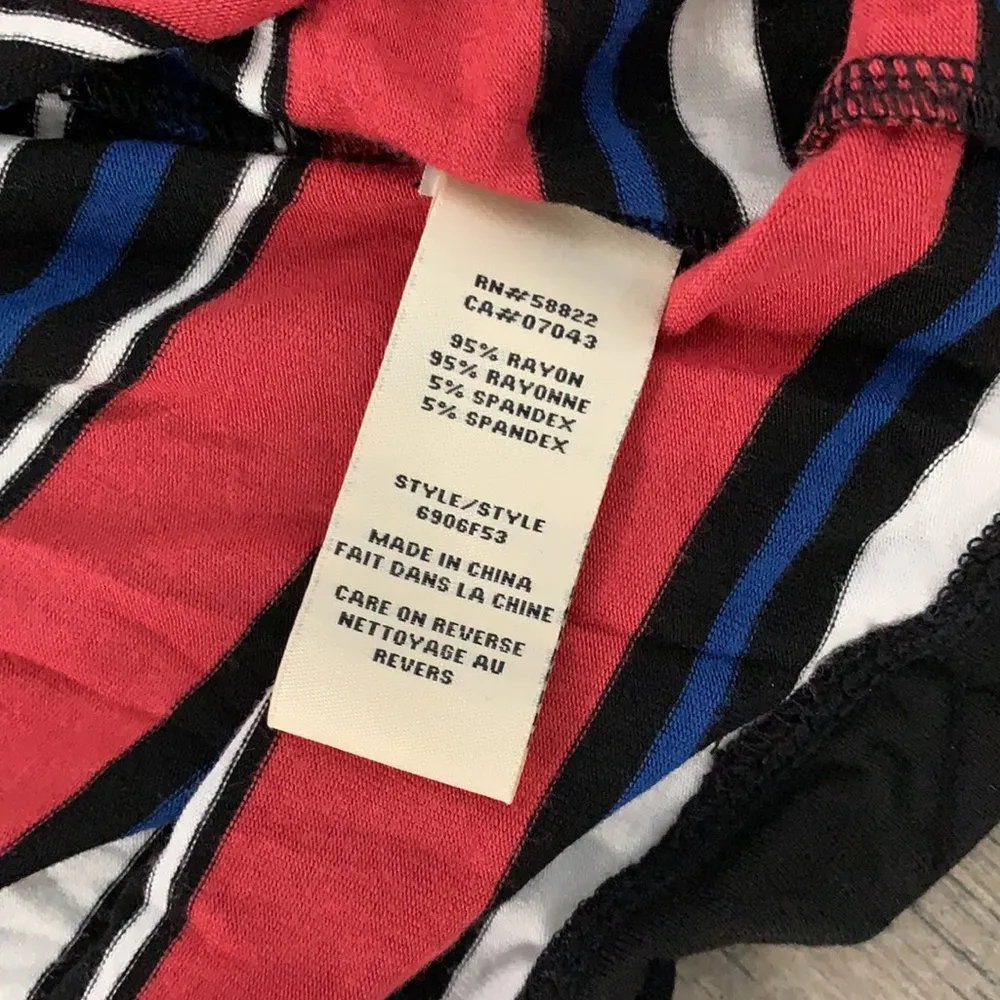 RN#58822
CA#07043
95% RAYON
95% RAYONNE
5% SPANDEX
5% SPANDEX
STYLE/STYLE
6906F53
MADE IN CHINA
FAIT DANS LA CHINE
CARE ON REVERSE
NETTOYAGE AU
REVERS